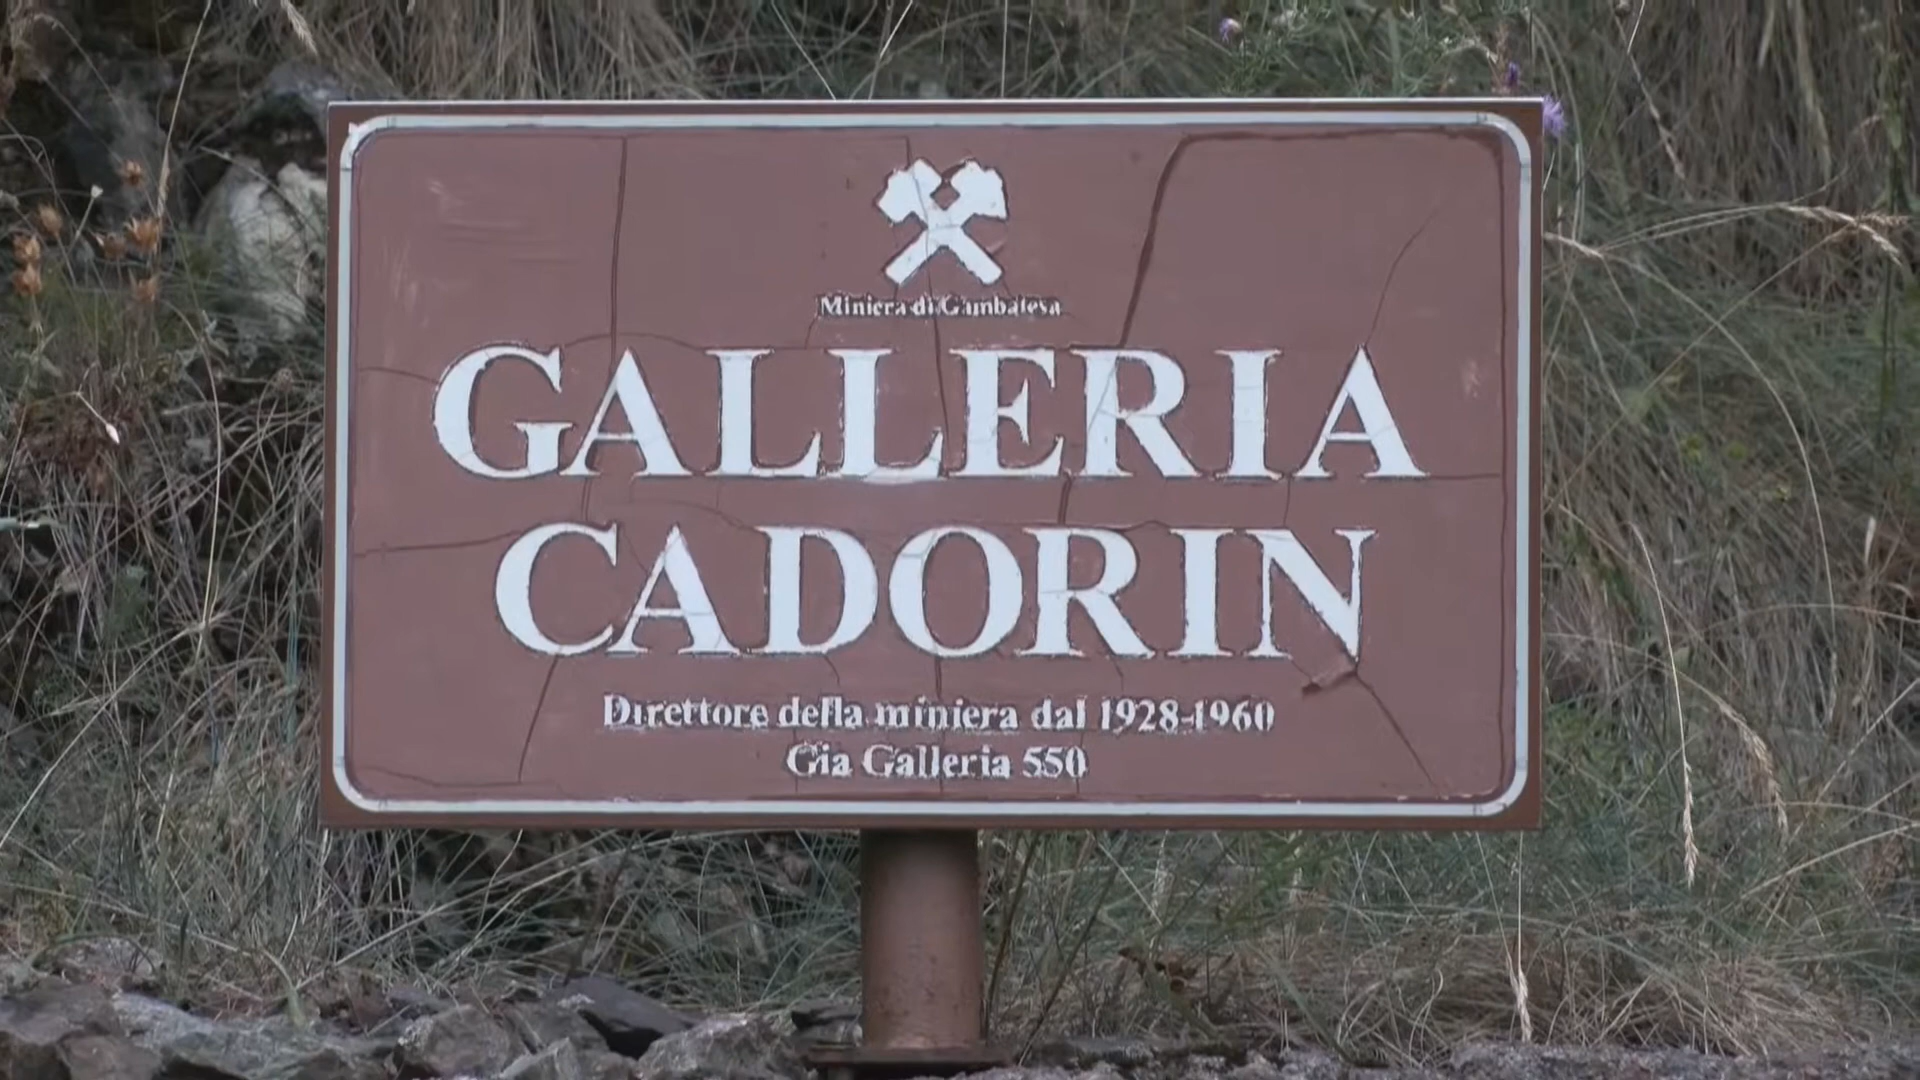 Miniera di Gambatesa
GALLERIA
CADORIN
Direttore della miniera dal 1928-1960
Gia Galleria 550